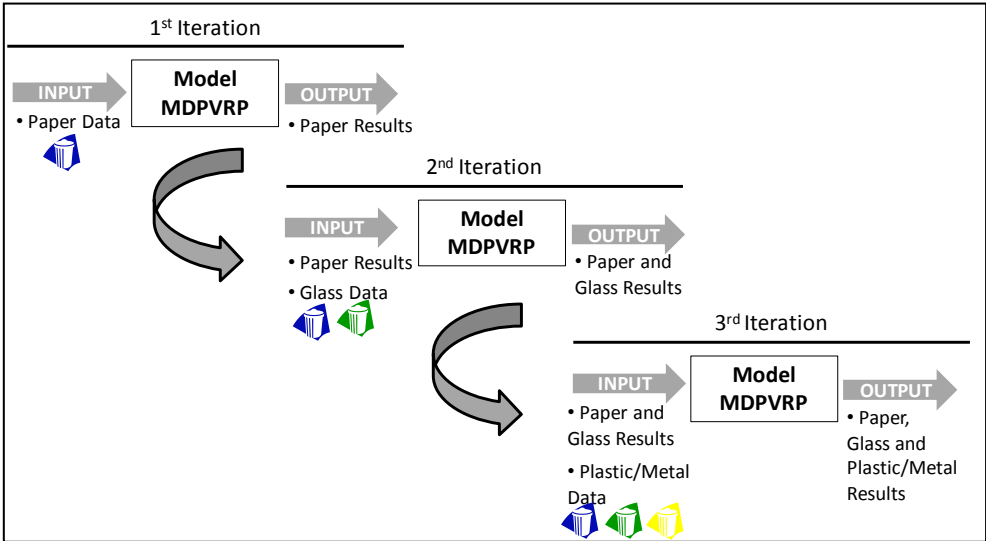 1st Iteration
INPUT
Model
MDPVRP
OUTPUT
• Paper Data
• Paper Results
2nd Iteration
INPUT
Model
MDPVRP
OUTPUT
• Paper Results
• Glass Data
• Paper and
Glass Results
3rd Iteration
INPUT
Model
MDPVRP
OUTPUT
• Paper and
Glass Results
• Plastic/Metal
Data
• Paper,
Glass and
Plastic/Metal
Results